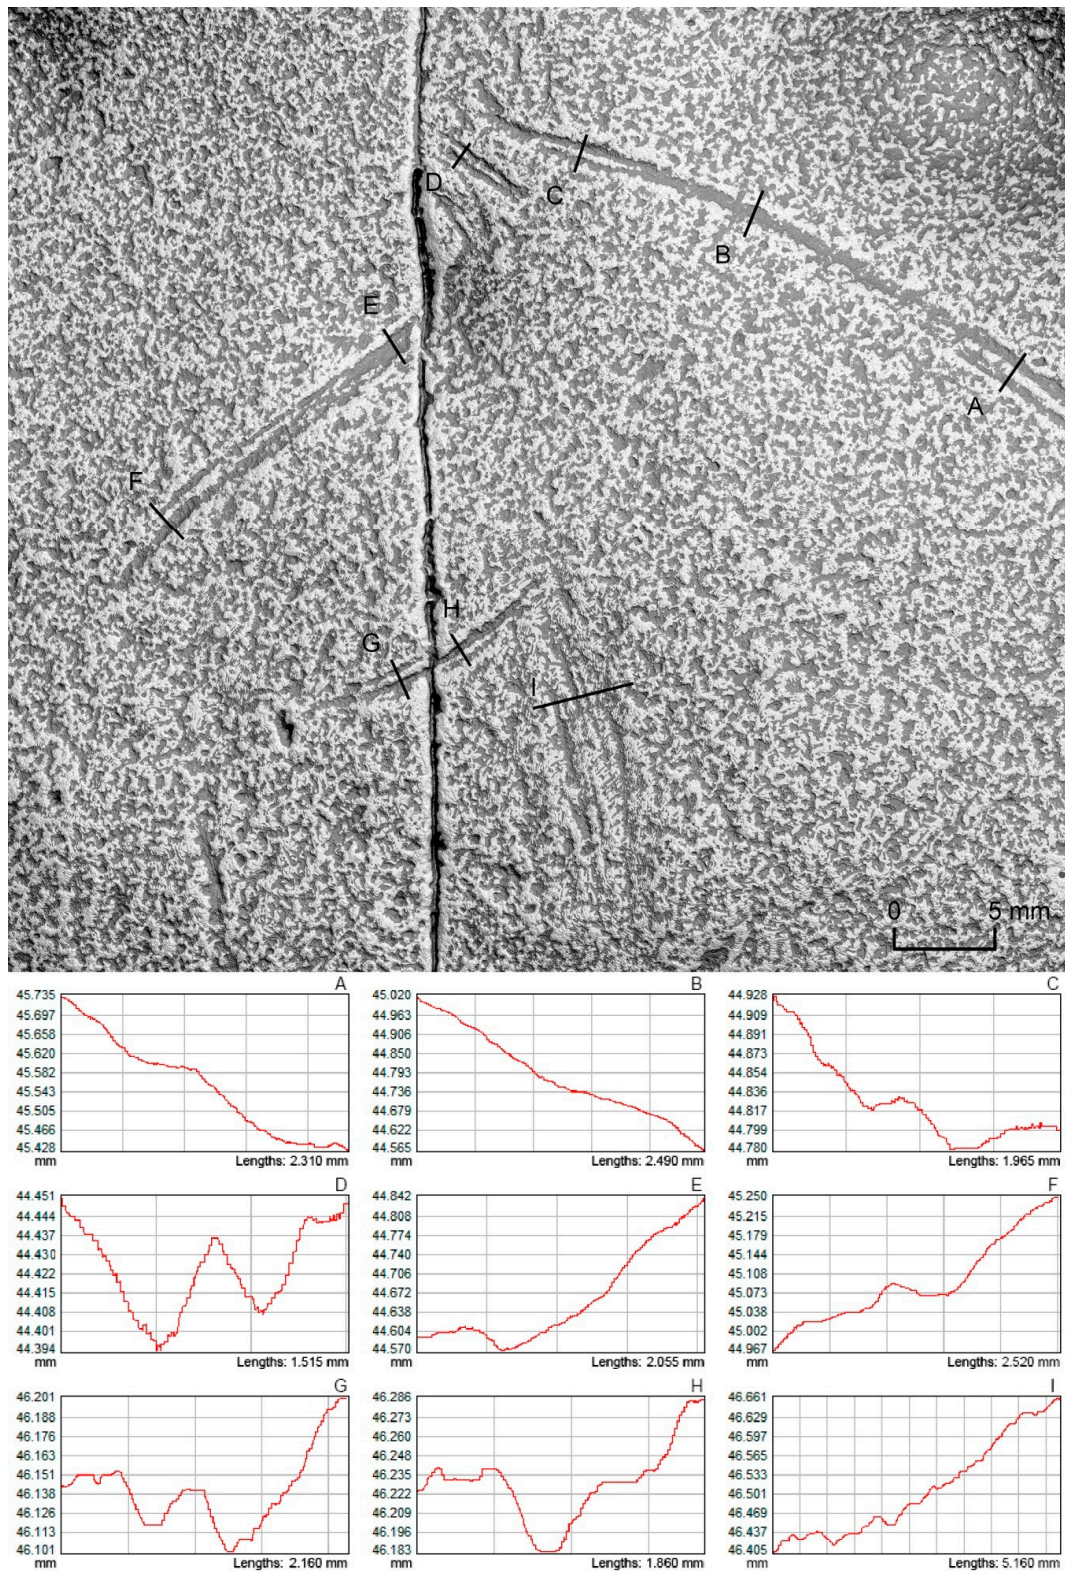 D
C
B
E
A
F
H
G
I
0 5 mm
A B C
45.735 45.020 44.928
45.697 44.963 44.909
45.658 44.906 44.891
45.620 44.850 44.873
45.582 44.793 44.854
45.543 44.736 44.836
45.505 44.679 44.817
45.466 44.622 44.799
45.428 44.565 44.780
mm Lengths: 2.310 mm mm Lengths: 2.490 mm mm Lengths: 1.965 mm
D E F
44.451 44.842 45.250
44.444 44.808 45.215
44.437 44.774 45.179
44.430 44.740 45.144
44.422 44.706 45.108
44.415 44.672 45.073
44.408 44.638 45.038
44.401 44.604 45.002
44.394 44.570 44.967
mm Lengths: 1.515 mm mm Lengths: 2.055 mm mm Lengths: 2.520 mm
G H I
46.201 46.286 46.661
46.188 46.273 46.629
46.176 46.260 46.597
46.163 46.248 46.565
46.151 46.235 46.533
46.138 46.222 46.501
46.126 46.209 46.469
46.113 46.196 46.437
46.101 46.183 46.405
mm Lengths: 2.160 mm mm Lengths: 1.860 mm mm Lengths: 5.160 mm